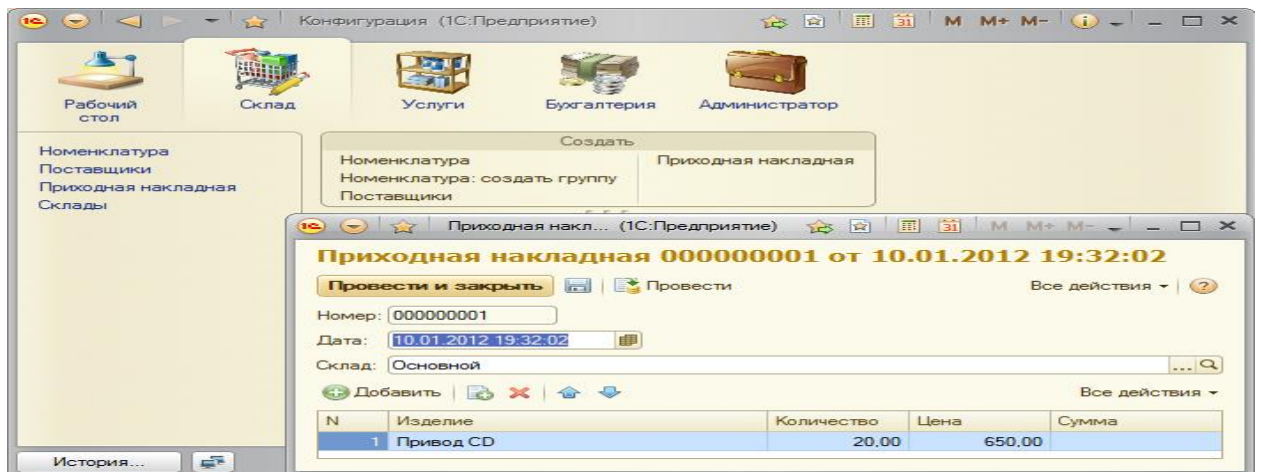 Конфигурация (1С:Предприятие)
31 M M+ M-
Рабочий стол
Склад
Услуги
Бухгалтерия
Администратор
Номенклатура
Поставщики
Приходная накладная
Склады
Создать
Номенклатура
Номенклатура: создать группу
Поставщики
Приходная накладная
Приходная накл... (1С:Предприятие)
31 M M+ M-
Приходная накладная 000000001 от 10.01.2012 19:32:02
Провести и закрыть
Провести
Все действия
Номер: 000000001
Дата: 10.01.2012 19:32:02
Склад: Основной
Добавить
Все действия
N Изделие Количество Цена Сумма
1 Привод CD 20,00 650,00
История...